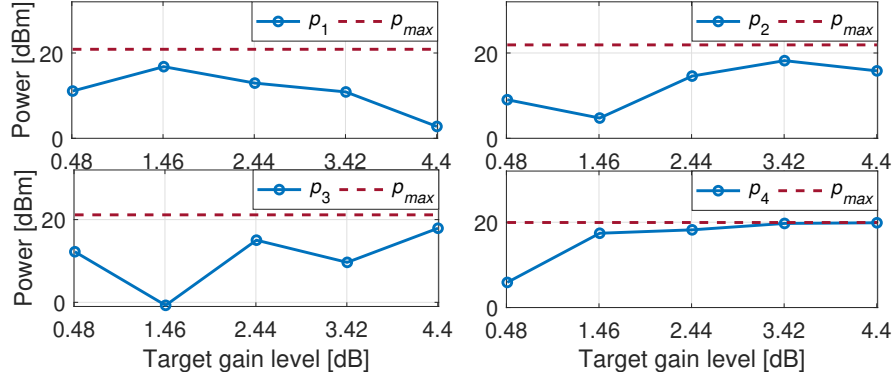 Power [dBm]
20
0
0.48 1.46 2.44 3.42 4.4
p1 pmax
20
0
0.48 1.46 2.44 3.42 4.4
p2 pmax
Power [dBm]
20
0
0.48 1.46 2.44 3.42 4.4
Target gain level [dB]
p3 pmax
20
0
0.48 1.46 2.44 3.42 4.4
Target gain level [dB]
p4 pmax